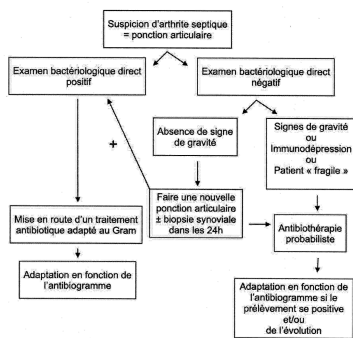 Suspicion d'arthrite septique
= ponction articulaire
Examen bactériologique direct
positif
Examen bactériologique direct
négatif
Absence de signe
de gravité
Signes de gravité
ou
Immunodépression
ou
Patient « fragile »
+
Faire une nouvelle
ponction articulaire
± biopsie synoviale
dans les 24h
Mise en route d'un traitement
antibiotique adapté au Gram
Antibiothérapie
probabiliste
Adaptation en fonction de
l'antibiogramme
Adaptation en fonction de
l'antibiogramme si le
prélèvement se positive
et/ou
de l'évolution